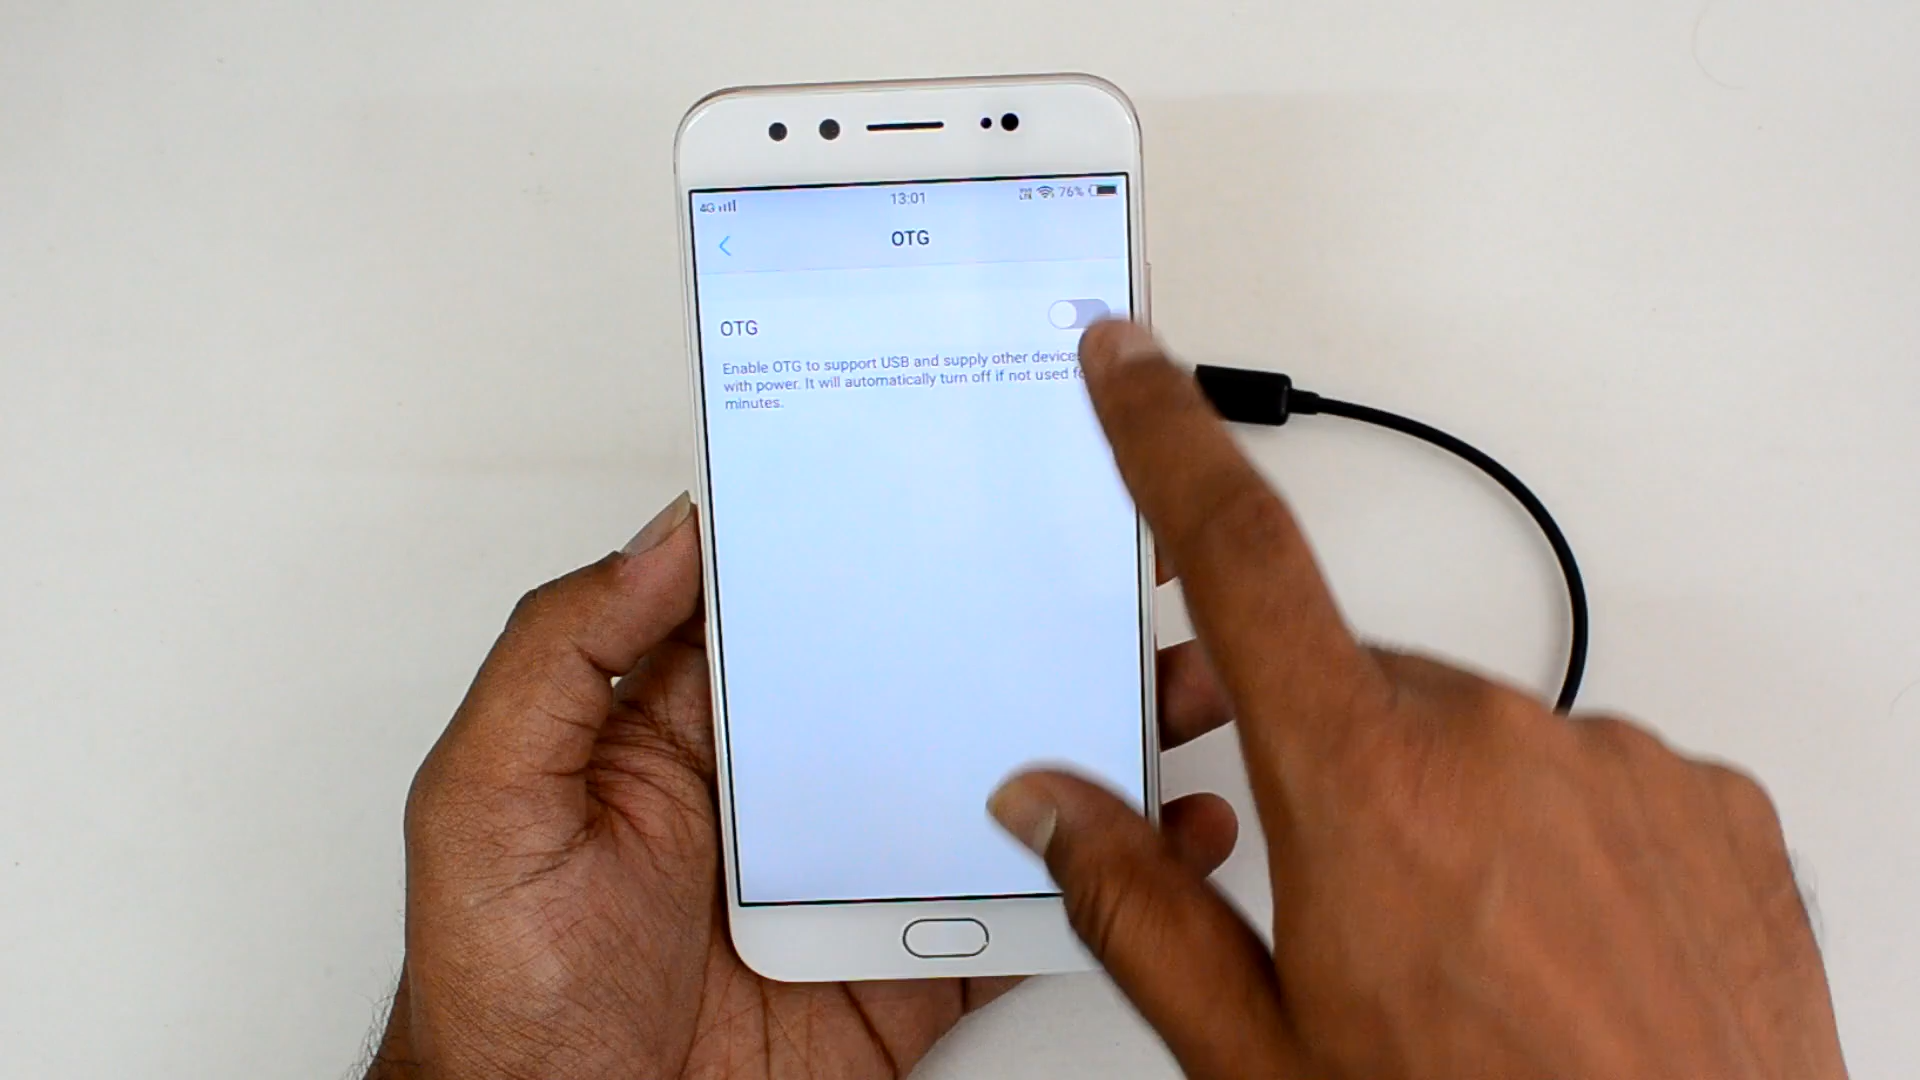 4G 13:01 VoLTE 76%
OTG
OTG
Enable OTG to support USB and supply other device
with power. It will automatically turn off if not used
minutes.